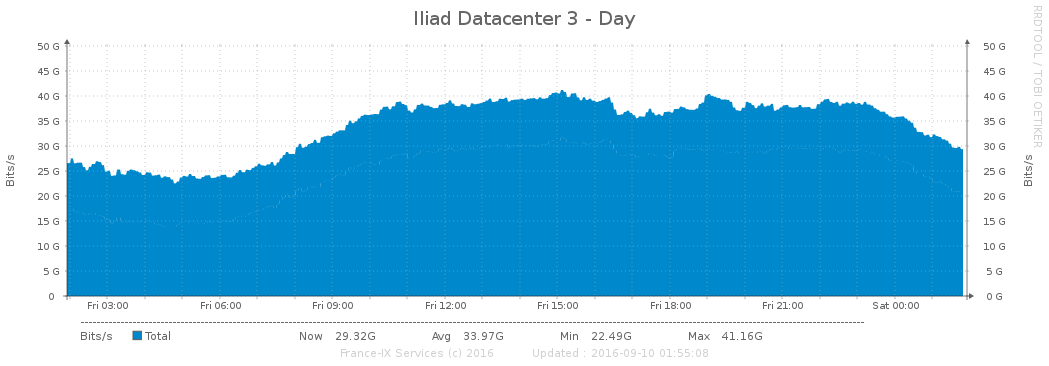 Iliad Datacenter 3 - Day
RRDTOOL / TOBI OETIKER
Bits/s
50 G
45 G
40 G
35 G
30 G
25 G
20 G
15 G
10 G
5 G
0
50 G
45 G
40 G
35 G
30 G
25 G
20 G
15 G
10 G
5 G
0 G
Bits/s
Fri 03:00 Fri 06:00 Fri 09:00 Fri 12:00 Fri 15:00 Fri 18:00 Fri 21:00 Sat 00:00
Bits/s Total Now 29.32G Avg 33.97G Min 22.49G Max 41.16G
France-IX Services (c) 2016 Updated : 2016-09-10 01:55:08